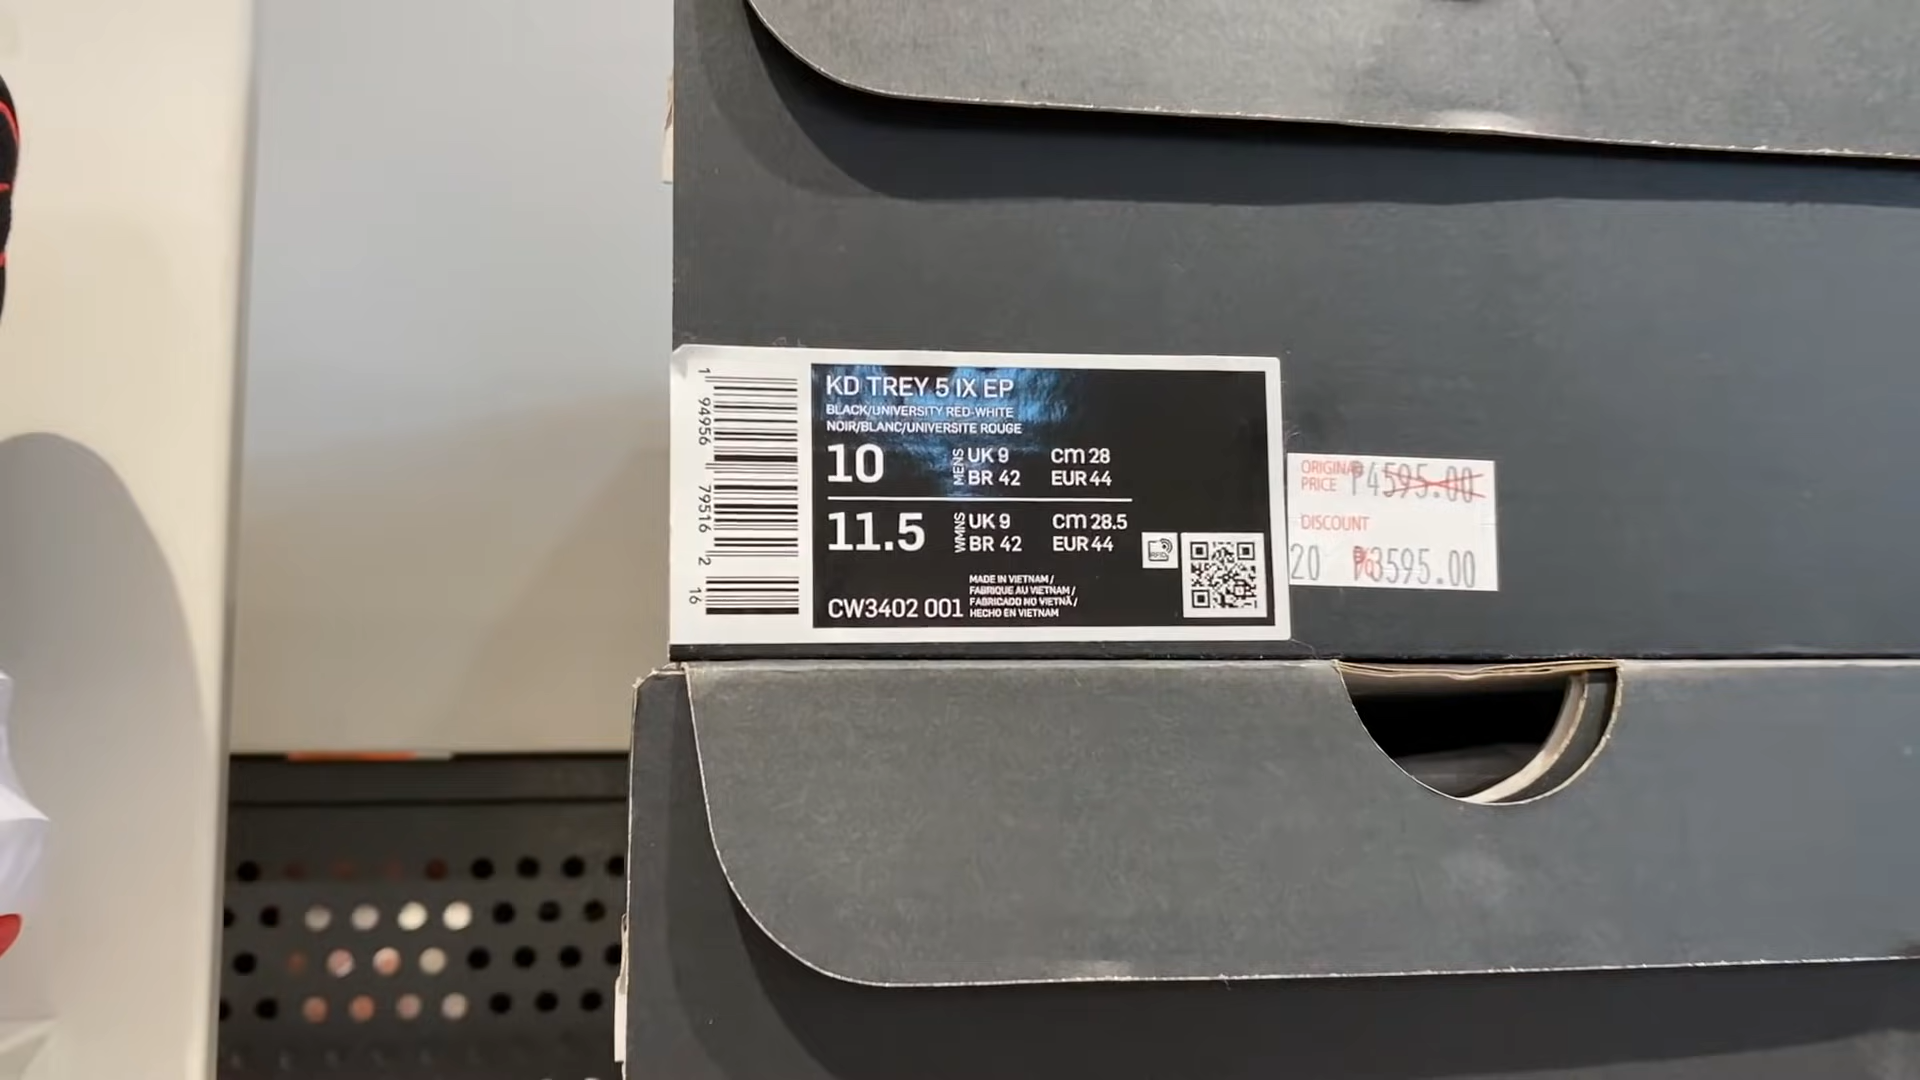 KD TREY 5 IX EP
BLACK/UNIVERSITY RED-WHITE
NOIR/BLANC/UNIVERSITE ROUGE
10
MENS
UK 9
cm 28
BR 42
EUR 44
11.5
WMNS
UK 9
cm 28.5
BR 42
EUR 44
MADE IN VIETNAM /
FABRIQUE AU VIETNAM /
FABRICADO NO VIETNÃ /
HECHO EN VIETNAM
CW3402 001
RFID
1 94956 79516 2
16
ORIGINAL
PRICE ₱4595.00
DISCOUNT
20 % ₱3595.00